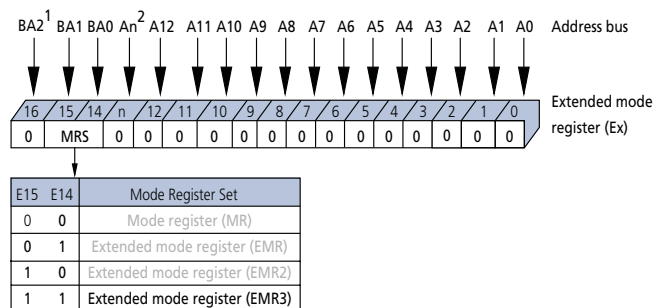 BA2¹ BA1 BA0 An² A12 A11 A10 A9 A8 A7 A6 A5 A4 A3 A2 A1 A0 Address bus
16 15 14 n 12 11 10 9 8 7 6 5 4 3 2 1 0 Extended mode
register (Ex)
0 MRS 0 0 0 0 0 0 0 0 0 0 0 0 0 0 0
E15 E14 Mode Register Set
0 0 Mode register (MR)
0 1 Extended mode register (EMR)
1 0 Extended mode register (EMR2)
1 1 Extended mode register (EMR3)